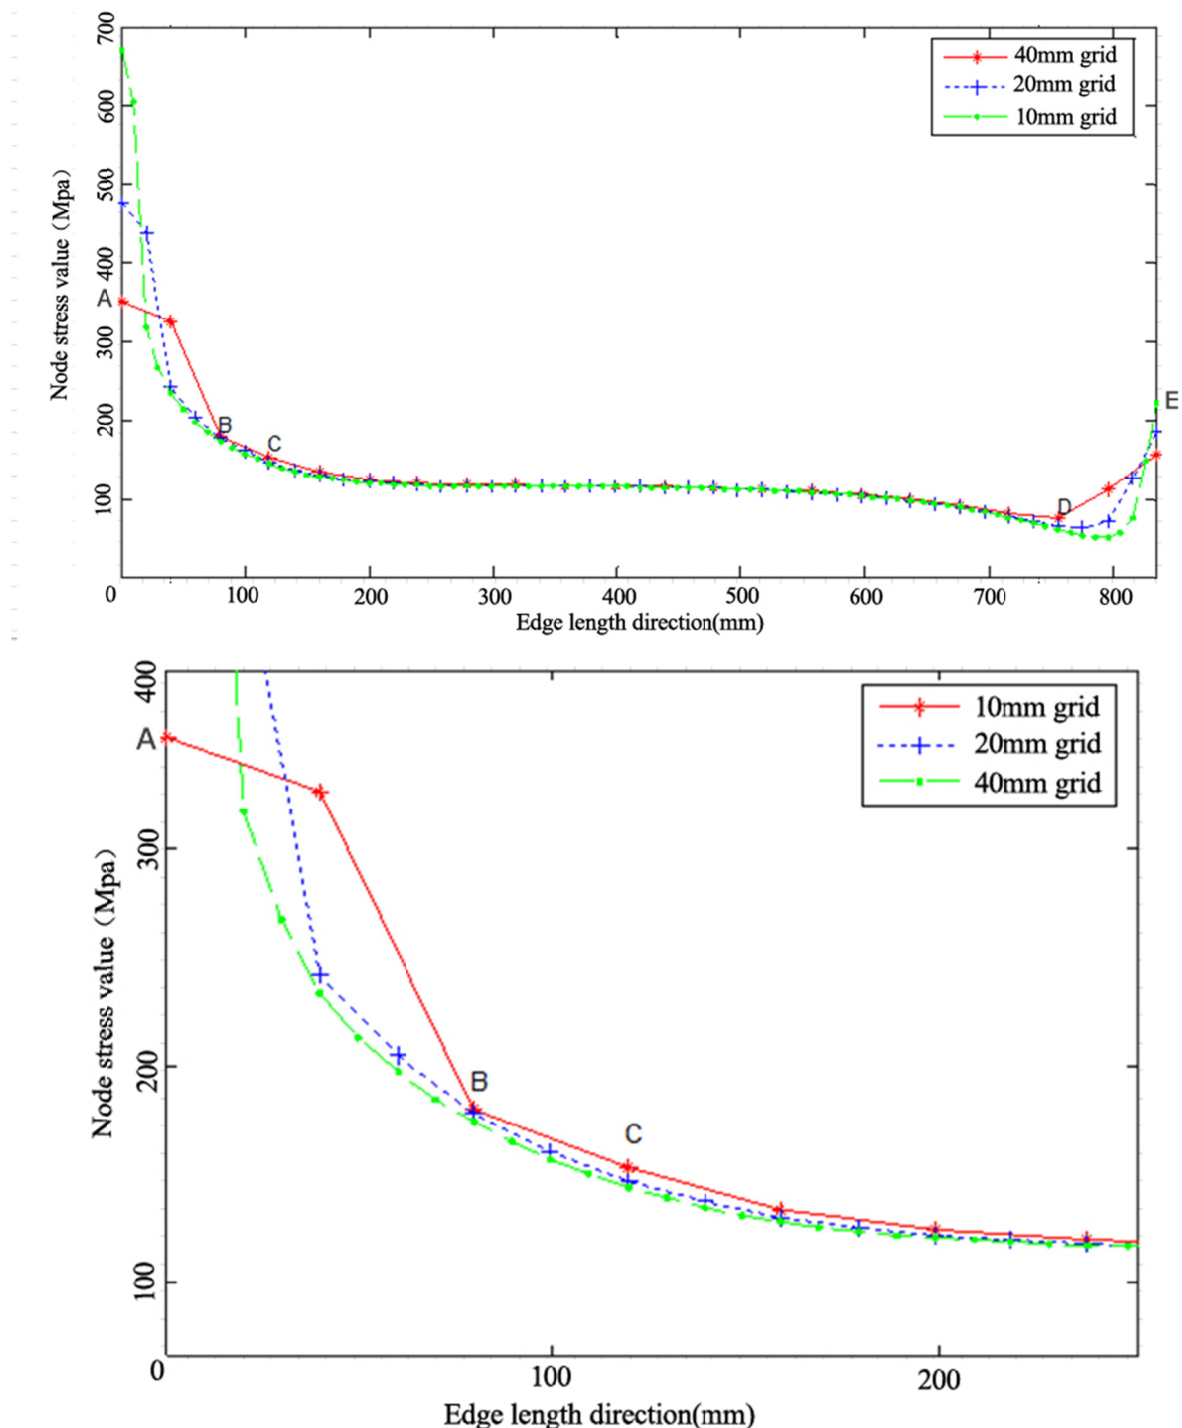 700
600
500
400
300
200
100
Node stress value (Mpa)
A
B
C
D
E
40mm grid
20mm grid
10mm grid
0 100 200 300 400 500 600 700 800
Edge length direction(mm)
400
300
200
100
Node stress value (Mpa)
A
B
C
10mm grid
20mm grid
40mm grid
0 100 200
Edge length direction(mm)